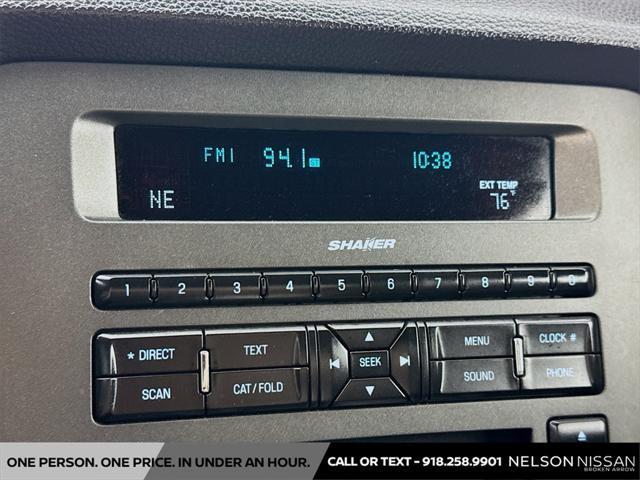 FM1 94.1 ST 10:38
NE EXT TEMP 76°F
SHAKER
1 2 3 4 5 6 7 8 9 0
* DIRECT TEXT SEEK MENU CLOCK #
SCAN CAT/FOLD SOUND PHONE
ONE PERSON. ONE PRICE. IN UNDER AN HOUR. CALL OR TEXT - 918.258.9901 NELSON NISSAN
BROKEN ARROW